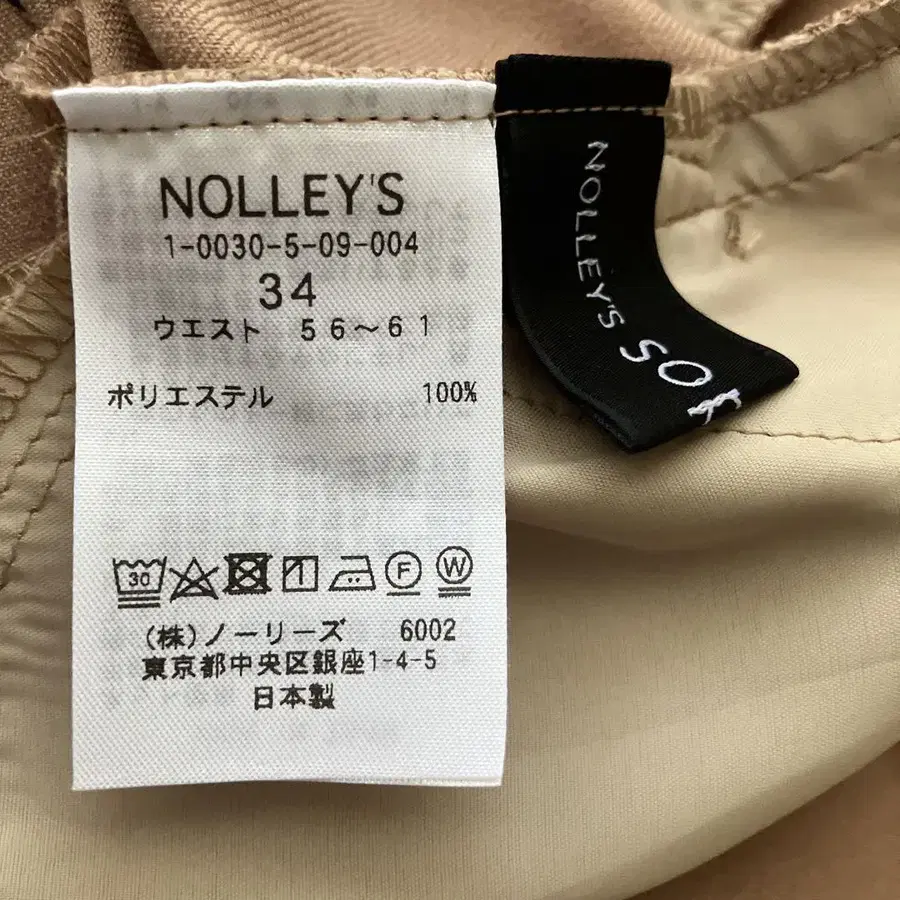 NOLLEY'S
1-0030-5-09-004
34
ウエスト 56～61
ポリエステル 100%
30
F
W
(株)ノーリーズ 6002
東京都中央区銀座1-4-5
日本製
NOLLEY'S